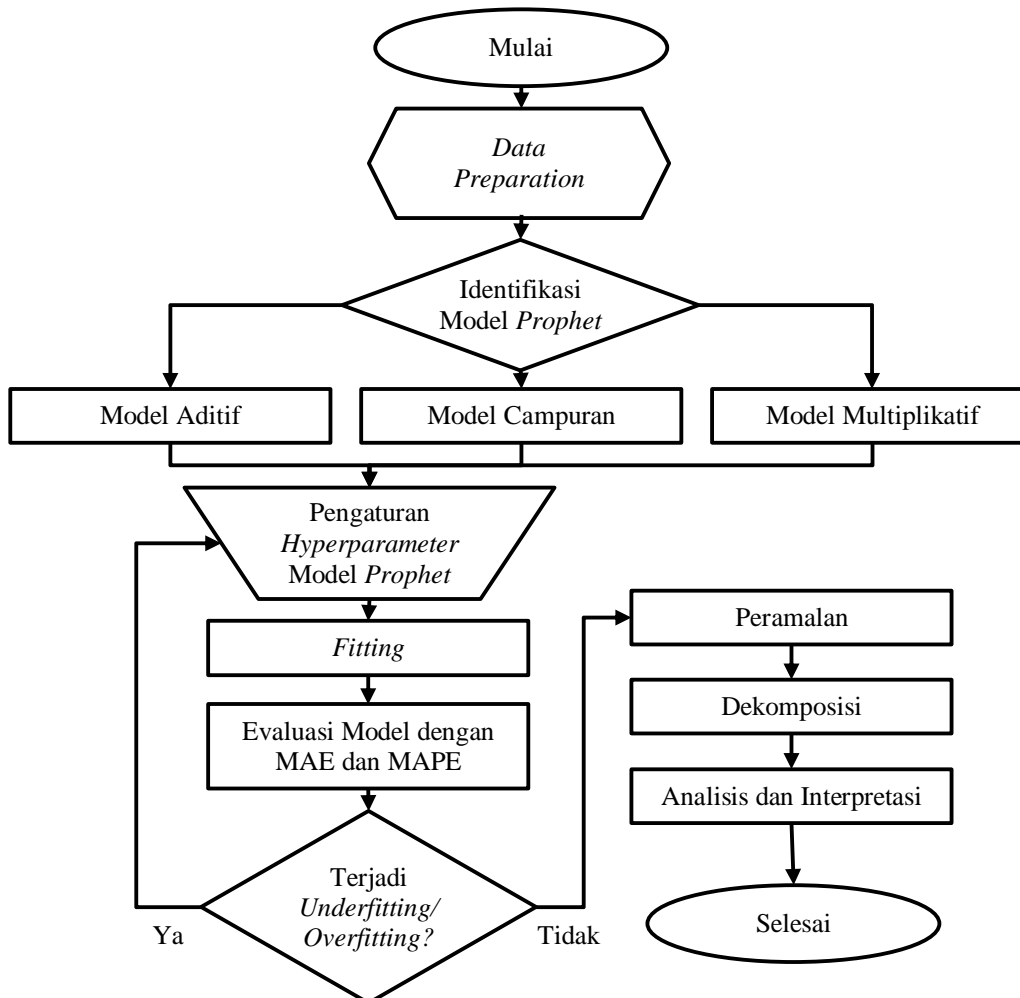 Mulai
Data
Preparation
Identifikasi
Model Prophet
Model Aditif
Model Campuran
Model Multiplikatif
Pengaturan
Hyperparameter
Model Prophet
Fitting
Evaluasi Model dengan
MAE dan MAPE
Terjadi
Underfitting/
Overfitting?
Ya
Tidak
Peramalan
Dekomposisi
Analisis dan Interpretasi
Selesai